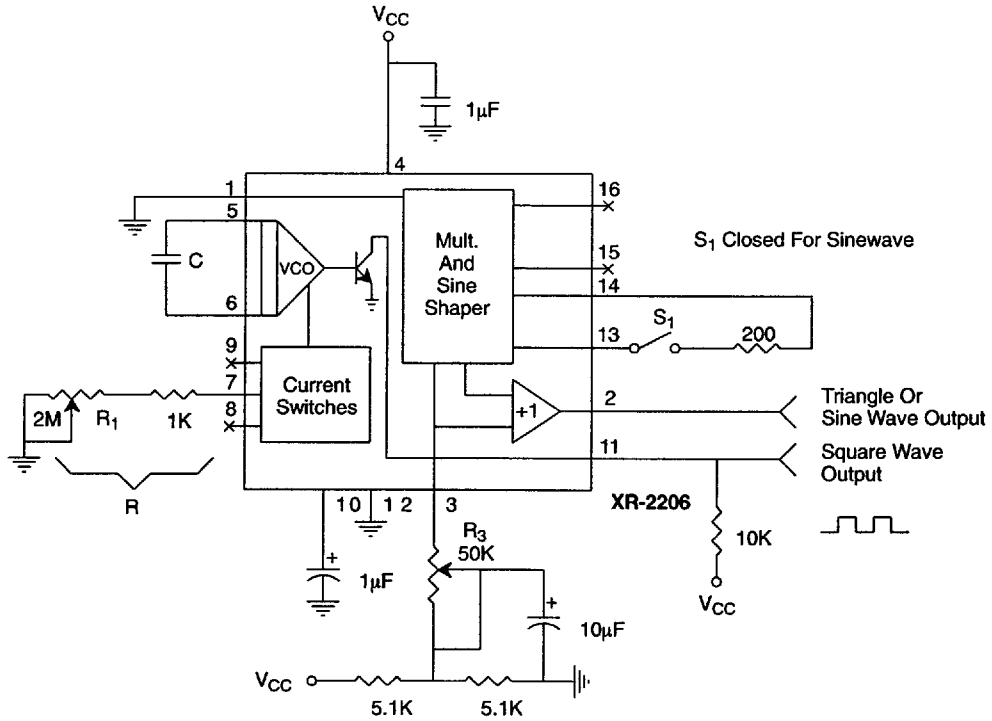 V_CC
1µF
4
1
16
5
Mult.
And
Sine
Shaper
S₁ Closed For Sinewave
C
VCO
15
14
6
S₁
13
200
9
7
8
Current
Switches
+1
2
Triangle Or
Sine Wave Output
2M
R₁
1K
11
Square Wave
Output
R
10
12
3
XR-2206
R₃
50K
10K
+
1µF
V_CC
+
10µF
V_CC
5.1K
5.1K